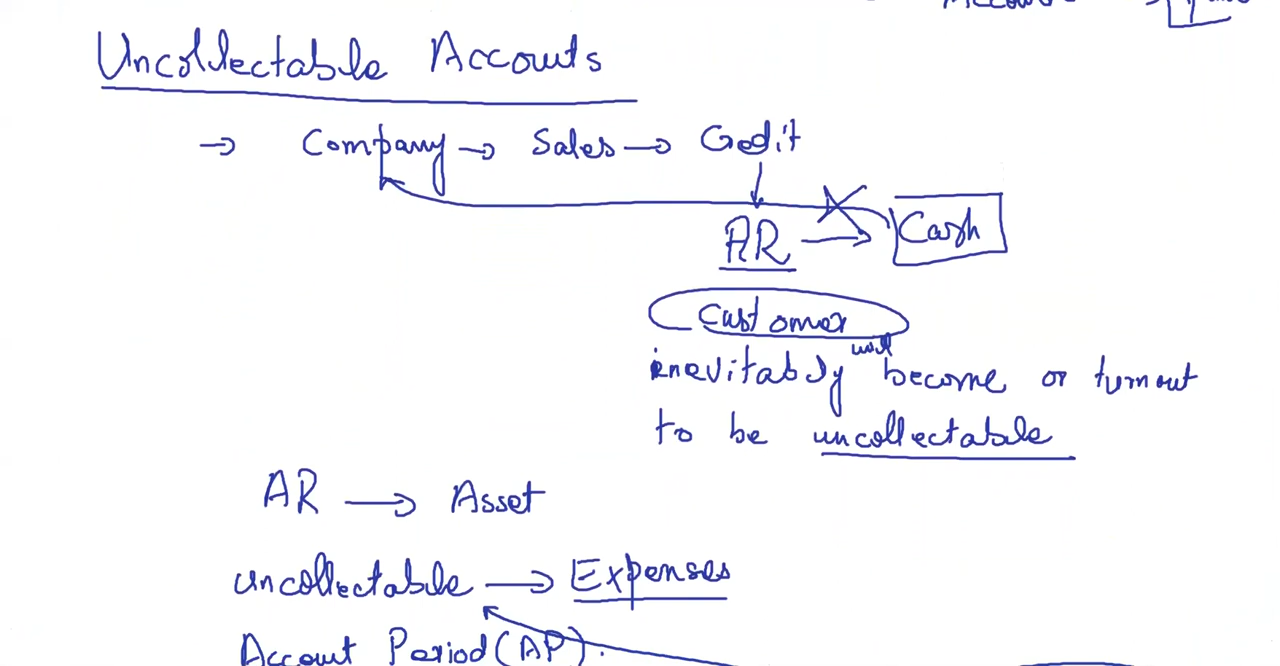 Uncollectable Accouts
→ Company → Sales → Credit
AR → Cash
Customer
inevitably will become or turnout
to be uncollectable
AR → Asset
uncollectable → Expenses
Account Period (AP).